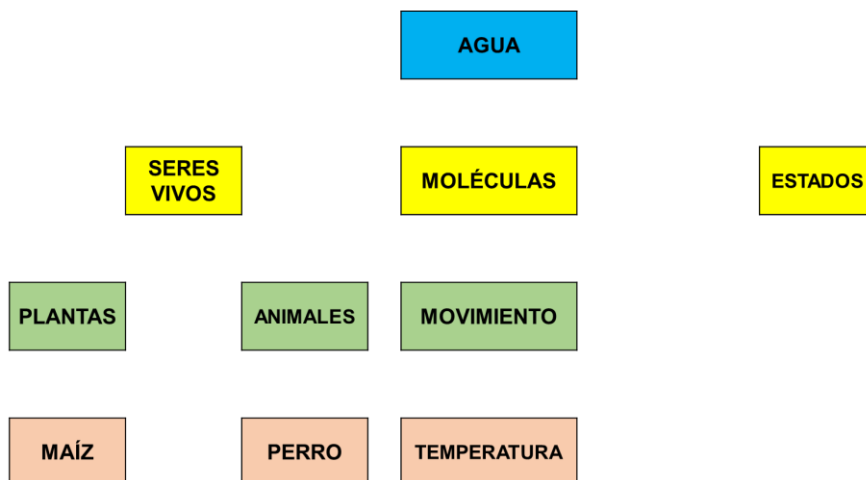 AGUA
SERES
VIVOS
MOLÉCULAS
ESTADOS
PLANTAS
ANIMALES
MOVIMIENTO
MAÍZ
PERRO
TEMPERATURA